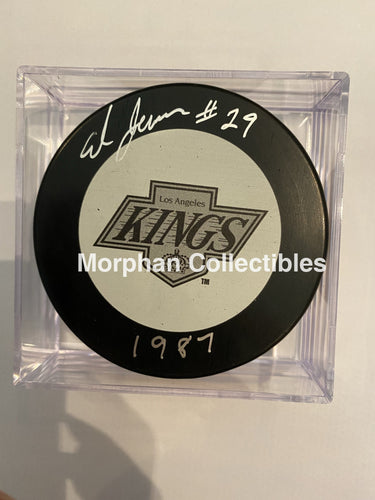 #29
Los Angeles
KINGS
TM
Morphan Collectibles
1987